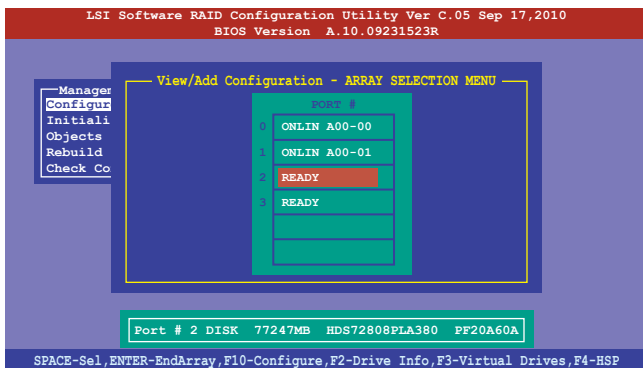 LSI Software RAID Configuration Utility Ver C.05 Sep 17,2010
BIOS Version A.10.09231523R
View/Add Configuration - ARRAY SELECTION MENU
Managem
Configur
Initiali
Objects
Rebuild
Check Co
PORT #
0 ONLIN A00-00
1 ONLIN A00-01
2 READY
3 READY
Port # 2 DISK 77247MB HDS72808PLA380 PF20A60A
SPACE-Sel,ENTER-EndArray,F10-Configure,F2-Drive Info,F3-Virtual Drives,F4-HSP